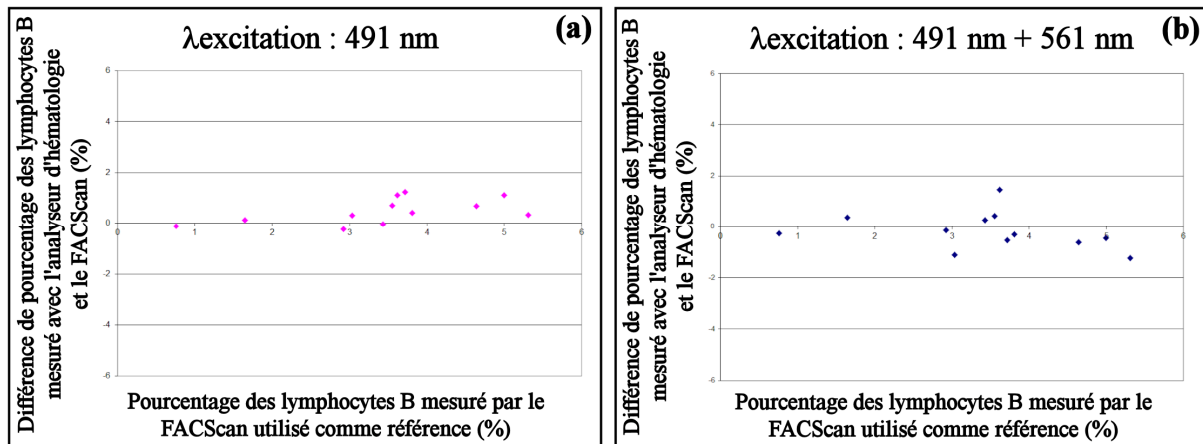 λexcitation : 491 nm
(a)
Différence de pourcentage des lymphocytes B
mesuré avec l'analyseur d'hématologie
et le FACScan (%)
6
4
2
0
-2
-4
-6
0 1 2 3 4 5 6
Pourcentage des lymphocytes B mesuré par le
FACScan utilisé comme référence (%)
λexcitation : 491 nm + 561 nm
(b)
Différence de pourcentage des lymphocytes B
mesuré avec l'analyseur d'hématologie
et le FACScan (%)
6
4
2
0
-2
-4
-6
0 1 2 3 4 5 6
Pourcentage des lymphocytes B mesuré par le
FACScan utilisé comme référence (%)